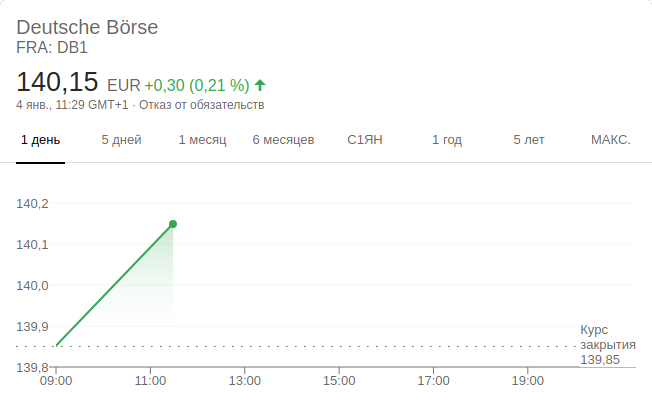 Deutsche Börse
FRA: DB1
140,15 EUR +0,30 (0,21 %)
4 янв., 11:29 GMT+1 · Отказ от обязательств
1 день 5 дней 1 месяц 6 месяцев С1ЯН 1 год 5 лет МАКС.
140,2
140,1
140,0
139,9
139,8
Курс
закрытия
139,85
09:00 11:00 13:00 15:00 17:00 19:00